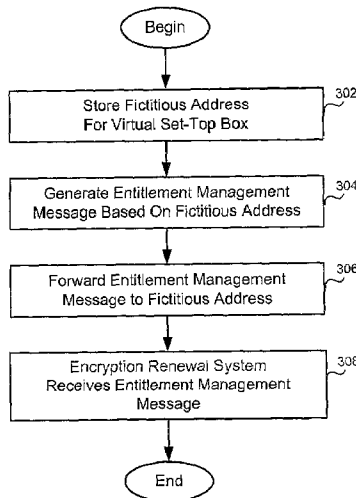 Begin
Store Fictitious Address
For Virtual Set-Top Box
302
Generate Entitlement Management
Message Based On Fictitious Address
304
Forward Entitlement Management
Message to Fictitious Address
306
Encryption Renewal System
Receives Entitlement Management
Message
308
End